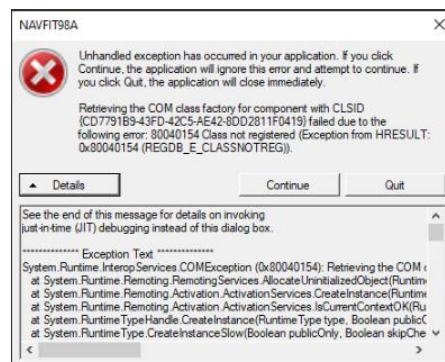 NAVFIT98A
Unhandled exception has occurred in your application. If you click
Continue, the application will ignore this error and attempt to continue. If
you click Quit, the application will close immediately.
Retrieving the COM class factory for component with CLSID
{CD7791B9-43FD-42C5-AE42-8DD2811F0419} failed due to the
following error: 80040154 Class not registered (Exception from HRESULT:
0x80040154 (REGDB_E_CLASSNOTREG)).
Details
Continue
Quit
See the end of this message for details on invoking
just-in-time (JIT) debugging instead of this dialog box.
************** Exception Text **************
System.Runtime.InteropServices.COMException (0x80040154): Retrieving the COM c
at System.Runtime.Remoting.RemotingServices.AllocateUninitializedObject(Runtim
at System.Runtime.Remoting.Activation.ActivationServices.CreateInstance(Runtime
at System.Runtime.Remoting.Activation.ActivationServices.IsCurrentContextOK(Ru
at System.RuntimeTypeHandle.CreateInstance(RuntimeType type, Boolean publicC
at System.RuntimeType.CreateInstanceSlow(Boolean publicOnly, Boolean skipChe